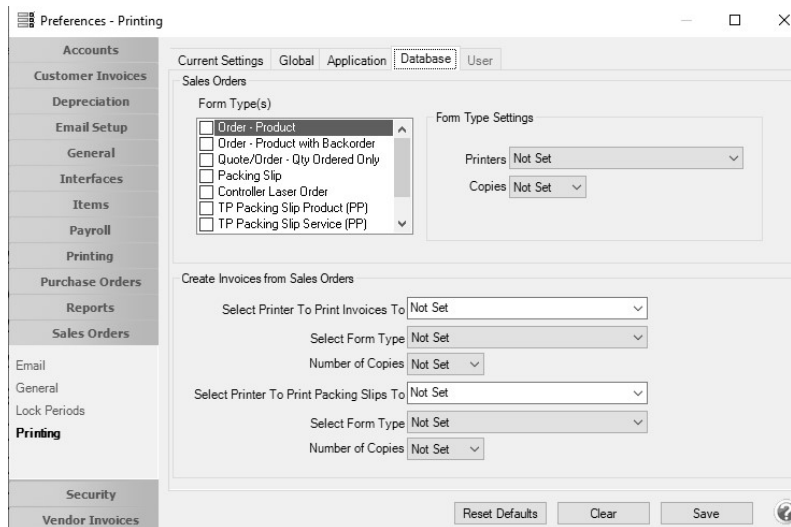 Preferences - Printing
Accounts
Customer Invoices
Depreciation
Email Setup
General
Interfaces
Items
Payroll
Printing
Purchase Orders
Reports
Sales Orders
Email
General
Lock Periods
Printing
Security
Vendor Invoices
Current Settings Global Application Database User
Sales Orders
Form Type(s)
Order - Product
Order - Product with Backorder
Quote/Order - Qty Ordered Only
Packing Slip
Controller Laser Order
TP Packing Slip Product (PP)
TP Packing Slip Service (PP)
Form Type Settings
Printers Not Set
Copies Not Set
Create Invoices from Sales Orders
Select Printer To Print Invoices To Not Set
Select Form Type Not Set
Number of Copies Not Set
Select Printer To Print Packing Slips To Not Set
Select Form Type Not Set
Number of Copies Not Set
Reset Defaults Clear Save ?